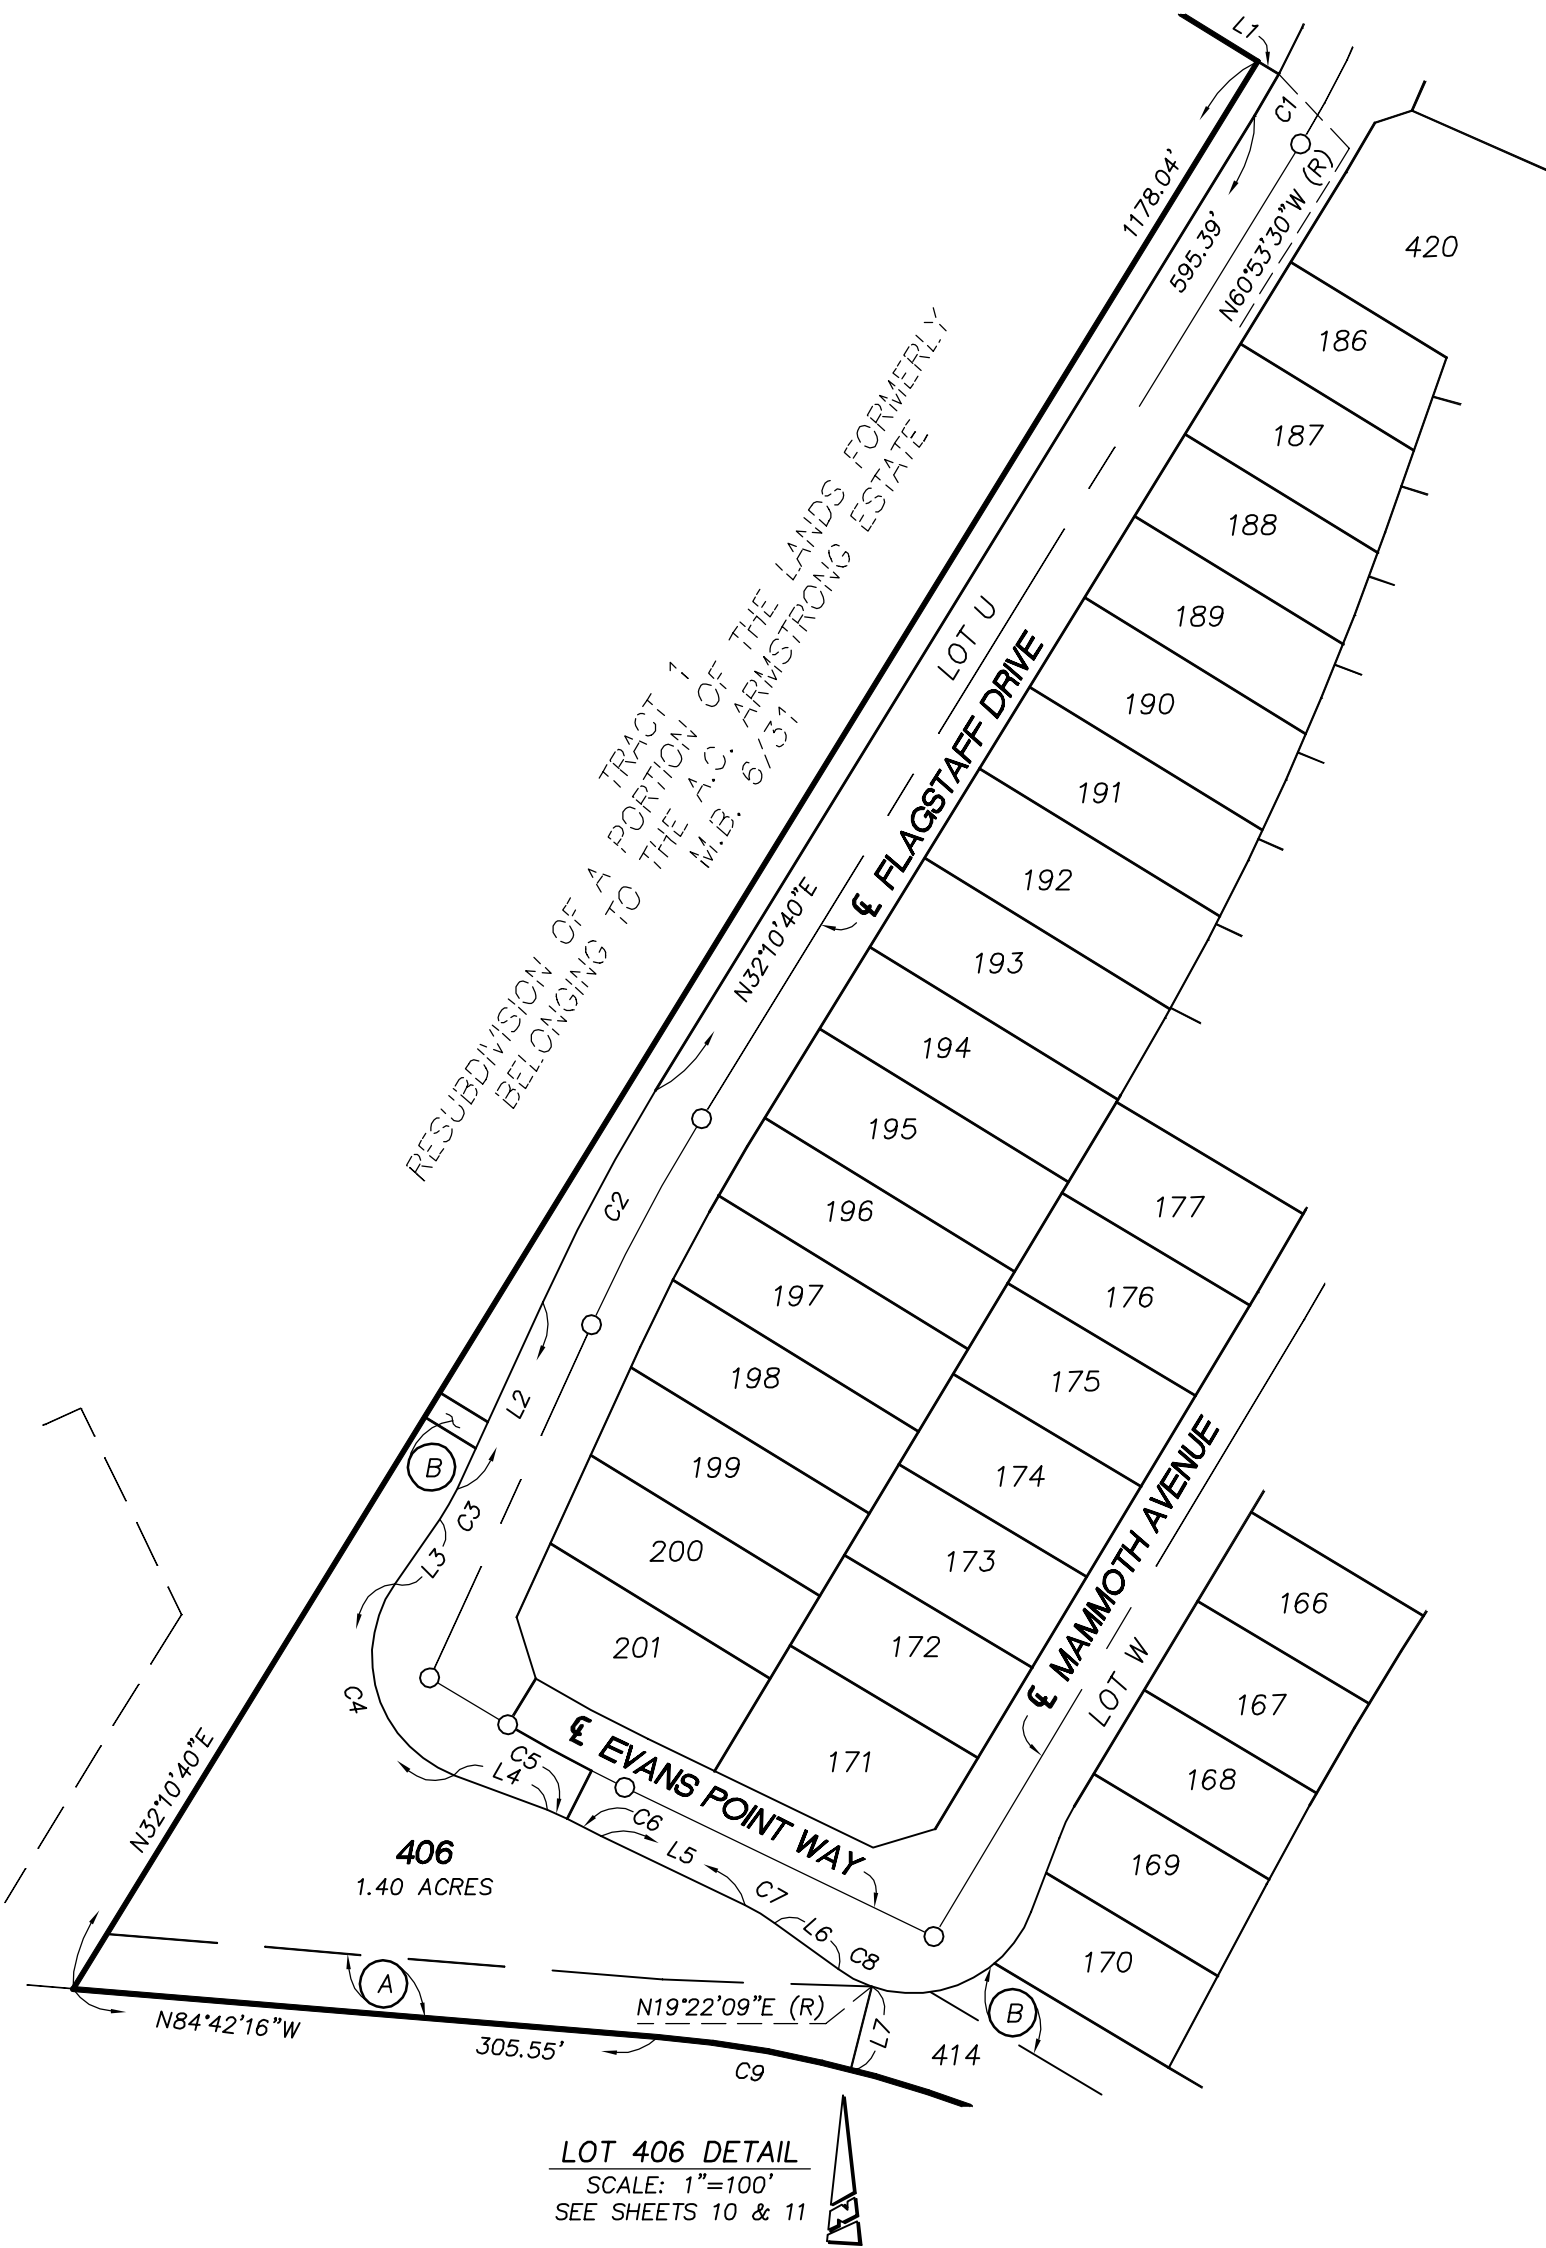 L1
C1
1178.04'
595.39'
N60°53'30"W (R)
420
186
187
188
189
190
191
192
193
194
195
196
197
198
199
200
201
LOT U
℄ FLAGSTAFF DRIVE
TRACT 1
RESUBDIVISION OF A PORTION OF THE LANDS FORMERLY
BELONGING TO THE A.C. ARMSTRONG ESTATE
M.B. 6/31
N32°10'40"E
C2
L2
B
C3
L3
C4
177
176
175
174
173
172
171
℄ MAMMOTH AVENUE
LOT W
166
167
168
169
170
C5
L4
℄ EVANS POINT WAY
C6
L5
C7
L6
C8
N32°10'40"E
406
1.40 ACRES
A
N19°22'09"E (R)
B
L7
414
N84°42'16"W
305.55'
C9
LOT 406 DETAIL
SCALE: 1"=100'
SEE SHEETS 10 & 11
N